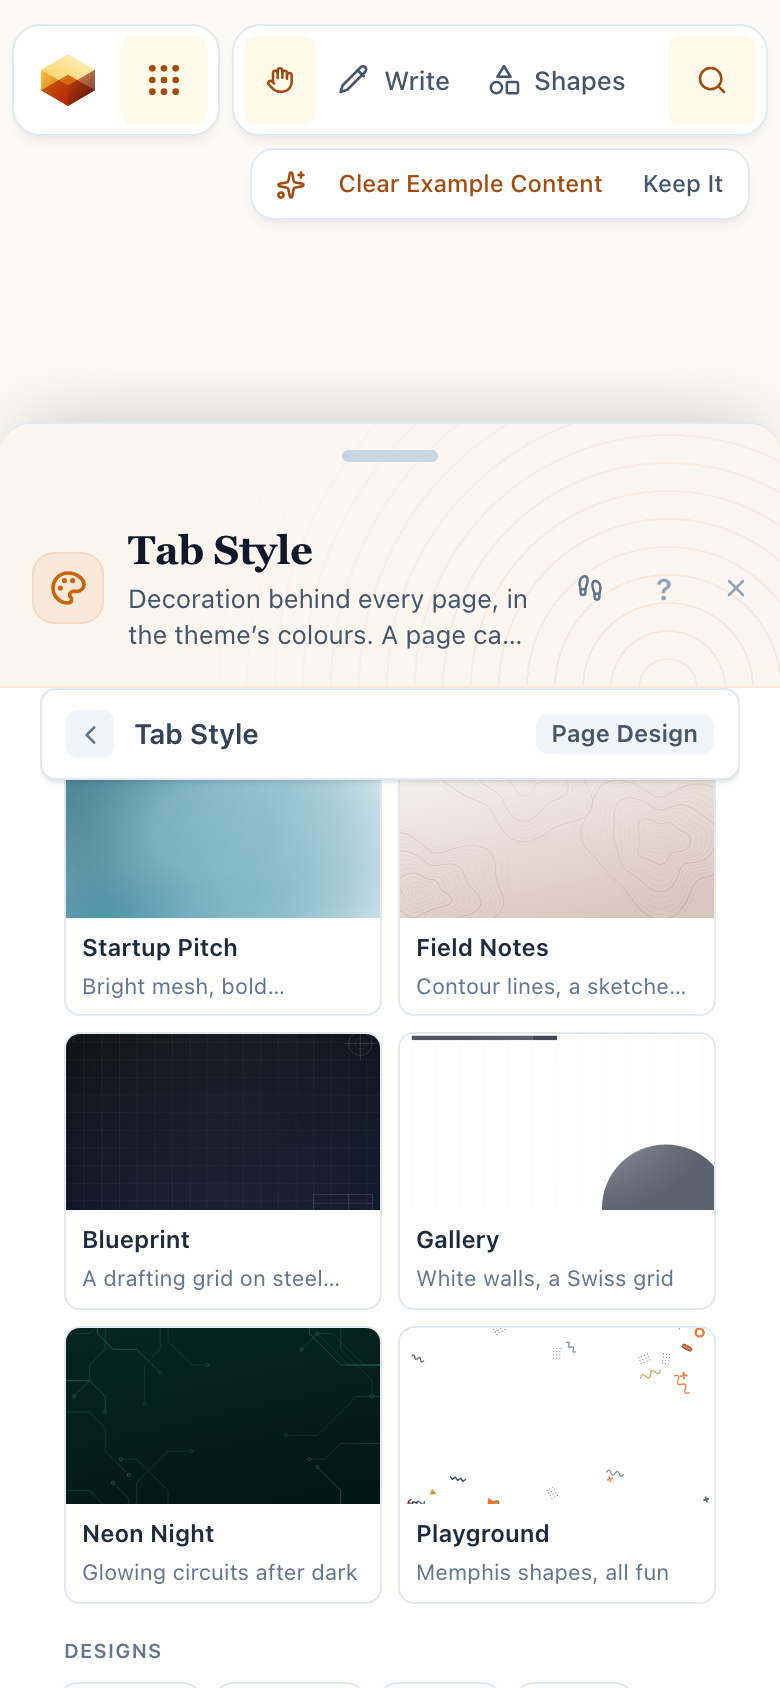 Write
Shapes
Clear Example Content
Keep It
Tab Style
Decoration behind every page, in
the theme’s colours. A page ca...
?
Tab Style
Page Design
Startup Pitch
Bright mesh, bold...
Field Notes
Contour lines, a sketche...
Blueprint
A drafting grid on steel...
Gallery
White walls, a Swiss grid
Neon Night
Glowing circuits after dark
Playground
Memphis shapes, all fun
DESIGNS